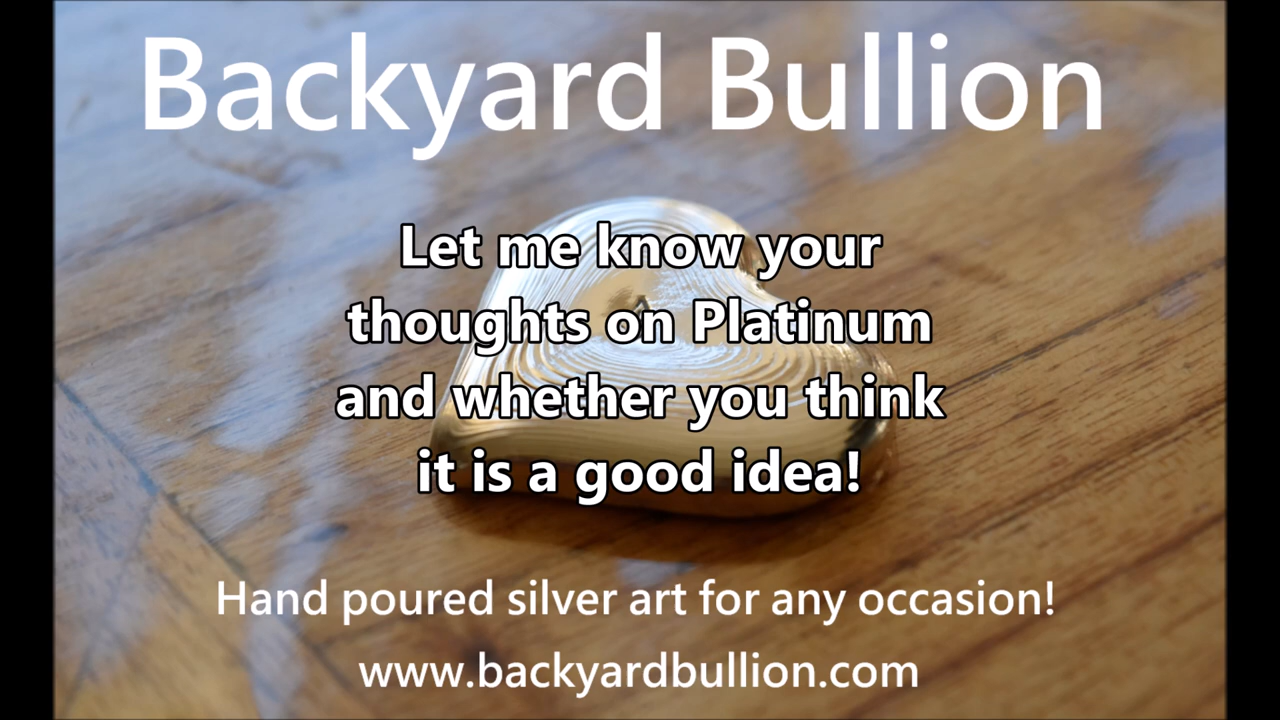 Backyard Bullion
Let me know your
thoughts on Platinum
and whether you think
it is a good idea!
Hand poured silver art for any occasion!
www.backyardbullion.com